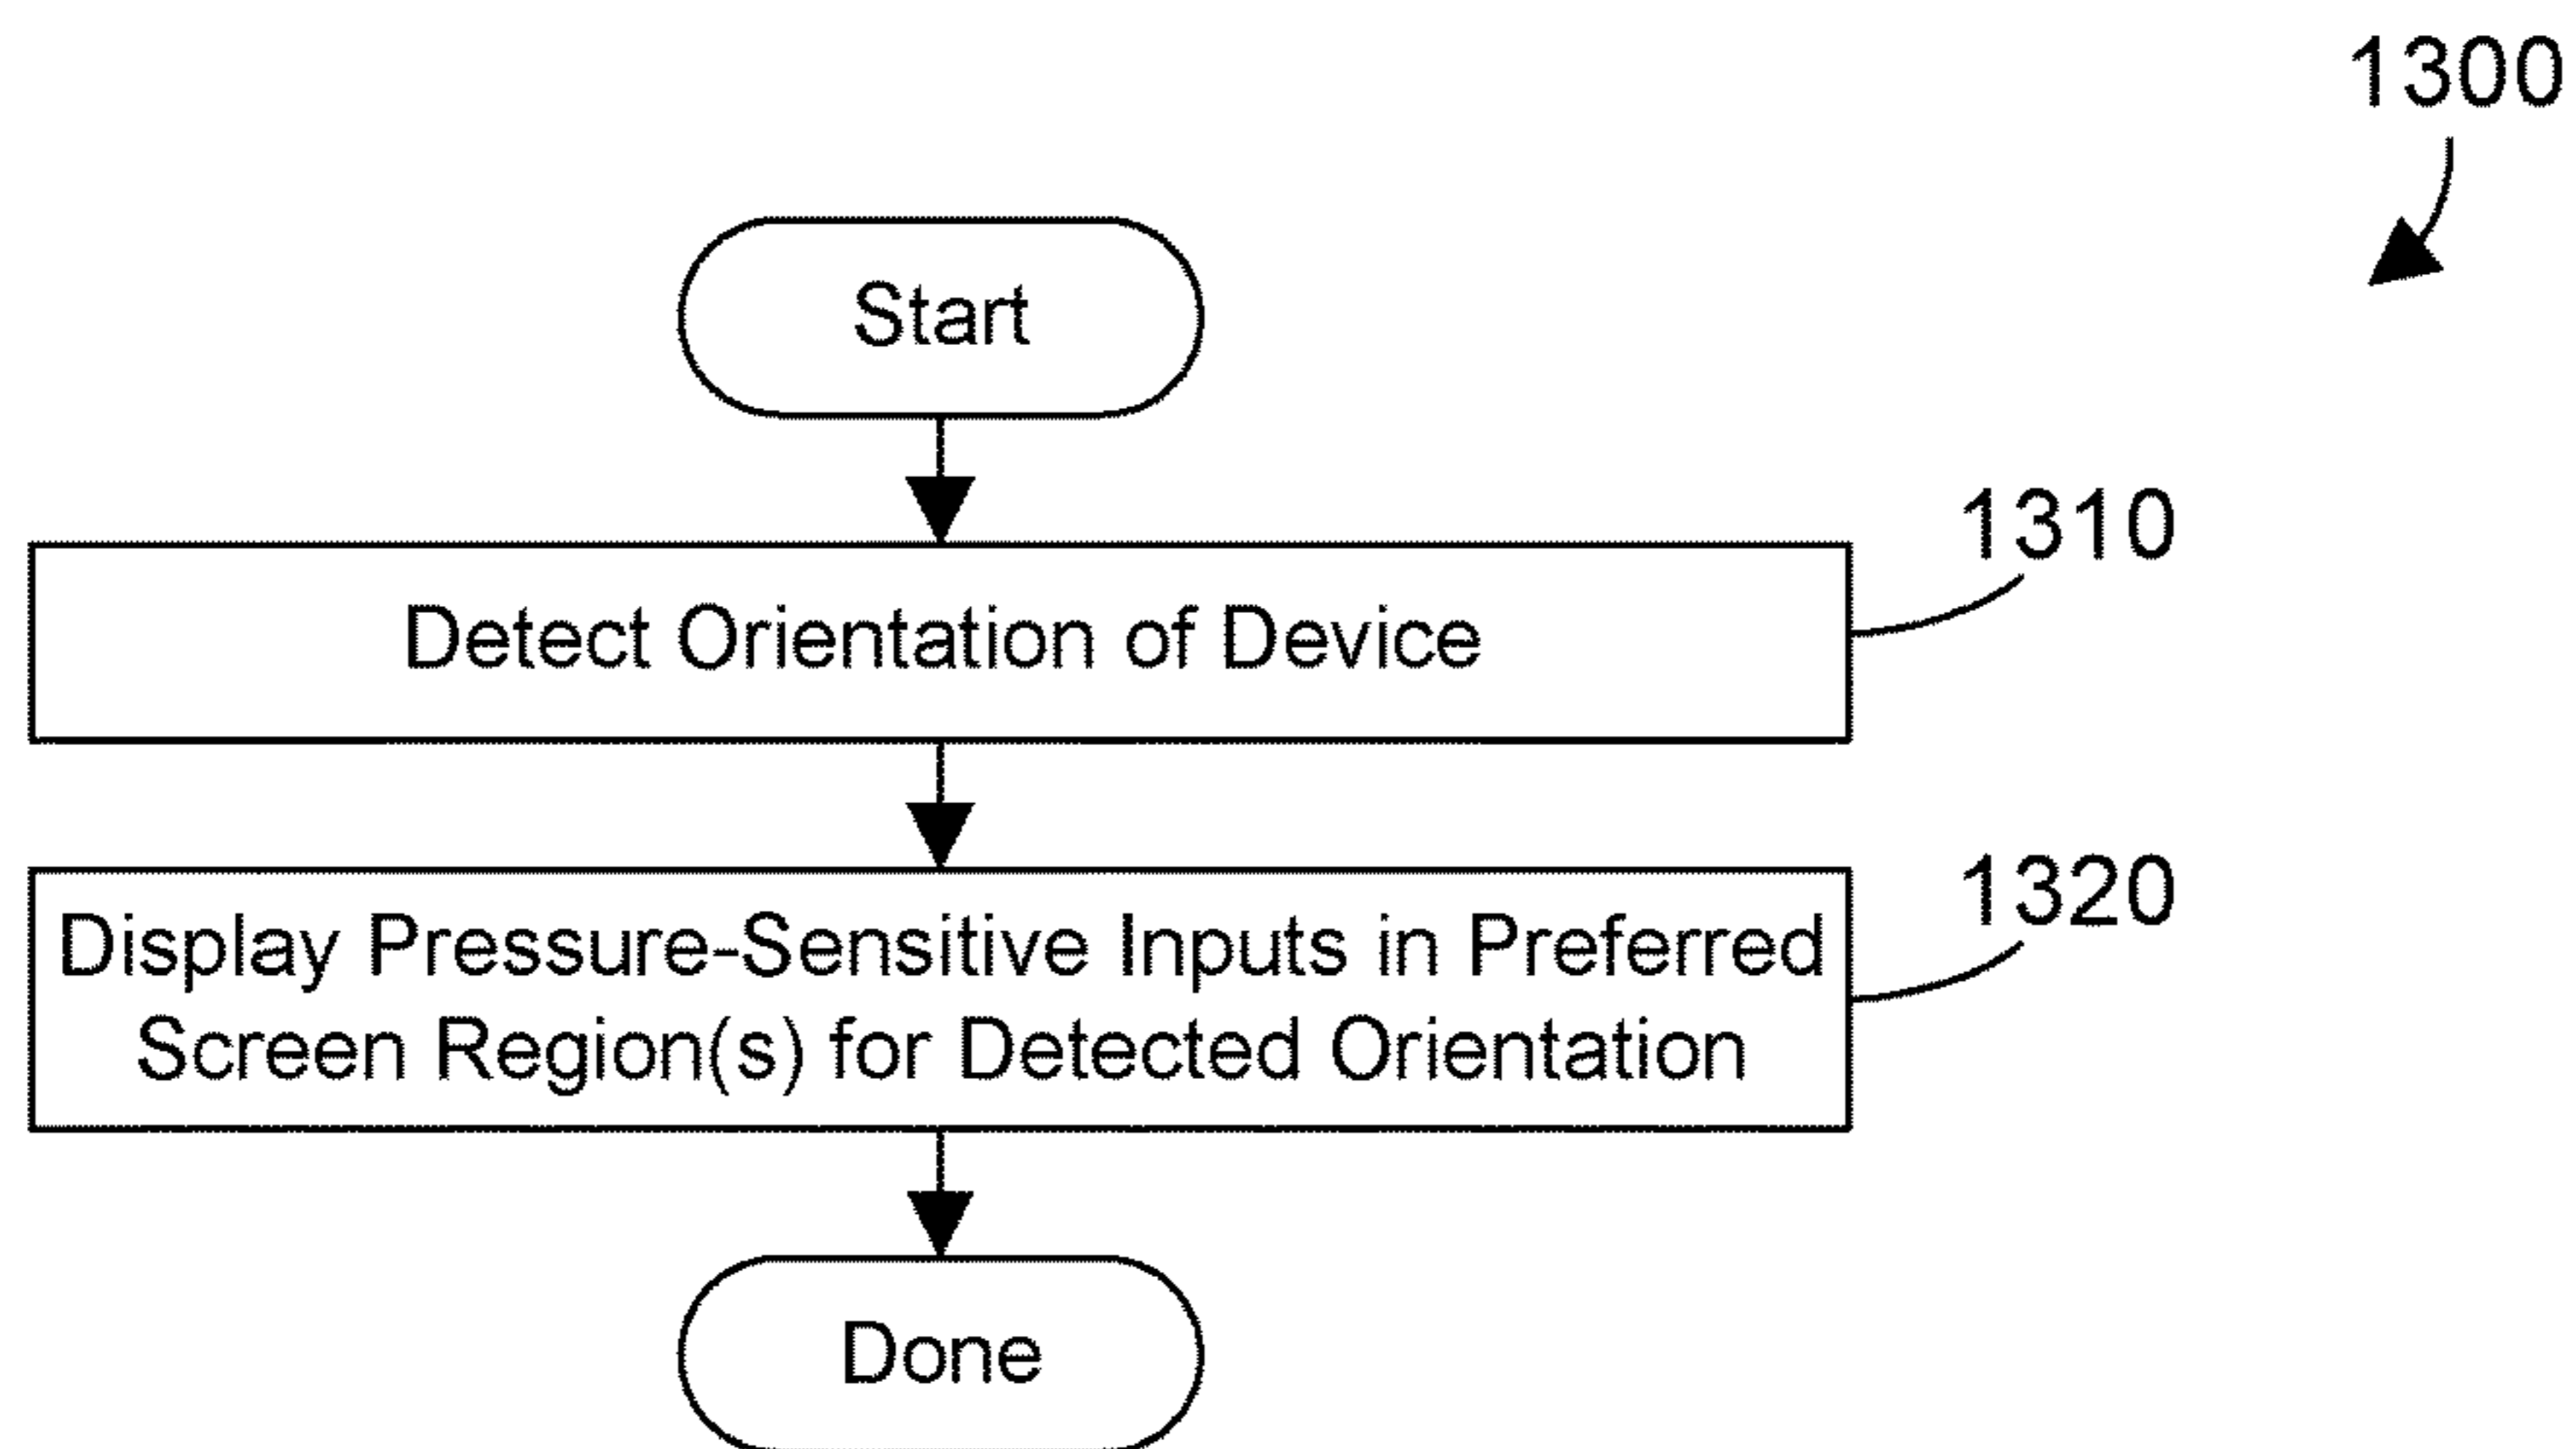 1300
Start
1310
Detect Orientation of Device
1320
Display Pressure-Sensitive Inputs in Preferred
Screen Region(s) for Detected Orientation
Done